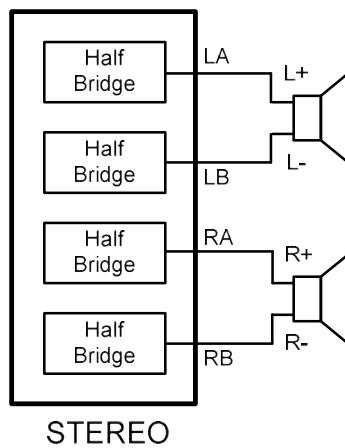 Half
Bridge
LA
L+
Half
Bridge
LB
L-
Half
Bridge
RA
R+
Half
Bridge
RB
R-
STEREO